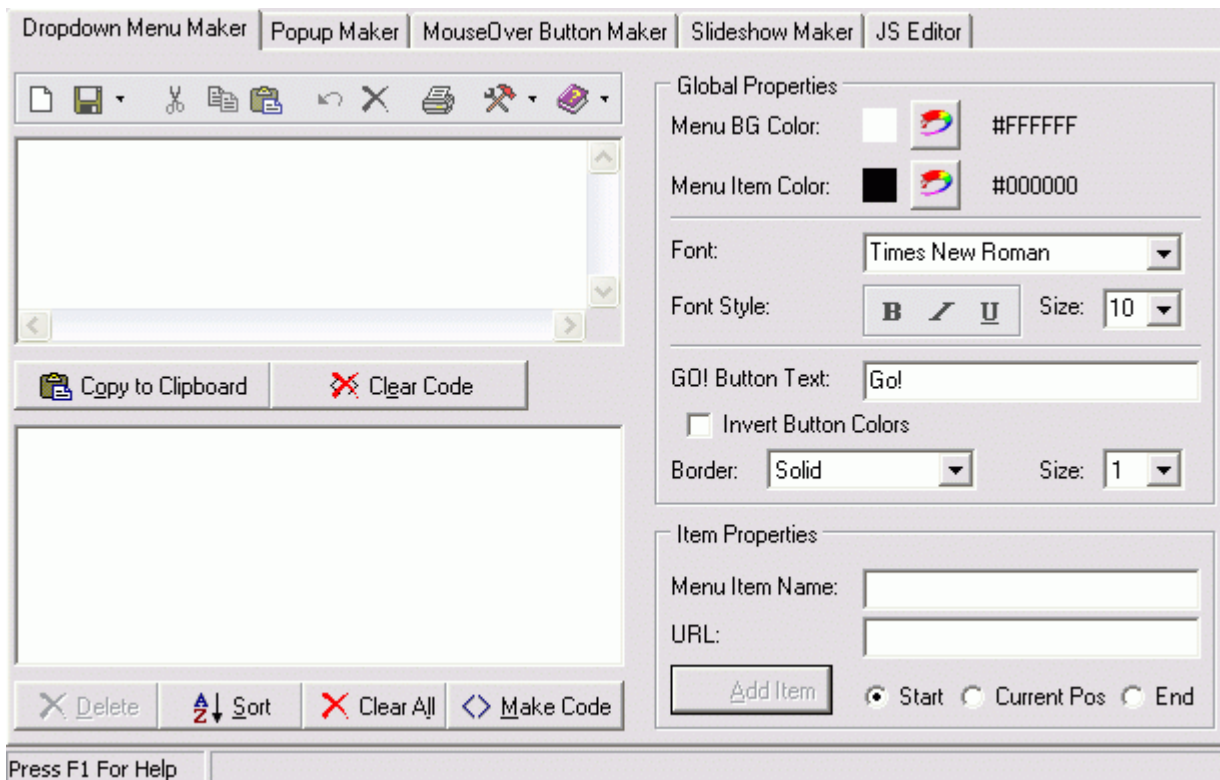 Dropdown Menu Maker Popup Maker MouseOver Button Maker Slideshow Maker JS Editor
Copy to Clipboard Clear Code
Delete Sort Clear All Make Code
Global Properties
Menu BG Color: #FFFFFF
Menu Item Color: #000000
Font: Times New Roman
Font Style: B I U Size: 10
GO! Button Text: Go!
Invert Button Colors
Border: Solid Size: 1
Item Properties
Menu Item Name:
URL:
Add Item Start Current Pos End
Press F1 For Help